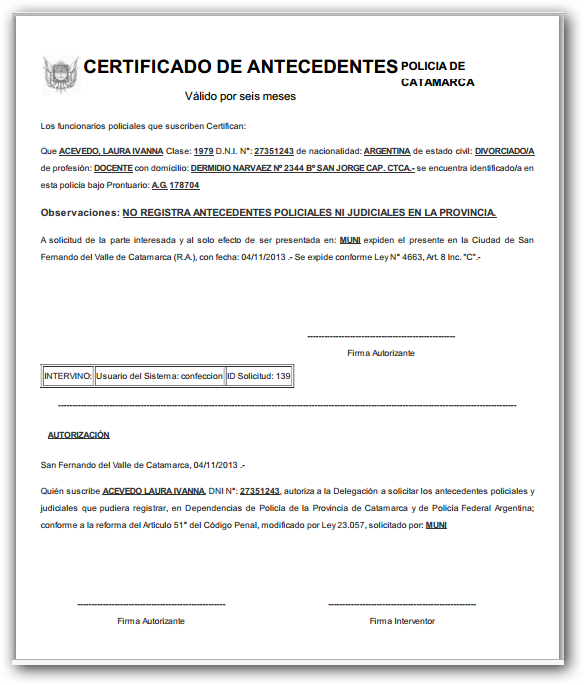 CERTIFICADO DE ANTECEDENTES POLICIA DE
CATAMARCA
Válido por seis meses
Los funcionarios policiales que suscriben Certifican:
Que ACEVEDO, LAURA IVANNA Clase: 1979 D.N.I. N°: 27351243 de nacionalidad: ARGENTINA de estado civil: DIVORCIADO/A
de profesión: DOCENTE con domicilio: DERMIDIO NARVAEZ Nº 2344 Bº SAN JORGE CAP. CTCA.- se encuentra identificado/a en
esta policía bajo Prontuario: A.G. 178704
Observaciones: NO REGISTRA ANTECEDENTES POLICIALES NI JUDICIALES EN LA PROVINCIA.
A solicitud de la parte interesada y al solo efecto de ser presentada en: MUNI expiden el presente en la Ciudad de San
Fernando del Valle de Catamarca (R.A.), con fecha: 04/11/2013 .- Se expide conforme Ley N° 4663, Art. 8 Inc. "C".-
Firma Autorizante
INTERVINO: Usuario del Sistema: confeccion ID Solicitud: 139
AUTORIZACIÓN
San Fernando del Valle de Catamarca, 04/11/2013 .-
Quién suscribe ACEVEDO LAURA IVANNA, DNI N°: 27351243, autoriza a la Delegación a solicitar los antecedentes policiales y
judiciales que pudiera registrar, en Dependencias de Policía de la Provincia de Catamarca y de Policía Federal Argentina;
conforme a la reforma del Artículo 51° del Código Penal, modificado por Ley 23.057, solicitado por: MUNI
Firma Autorizante
Firma Interventor